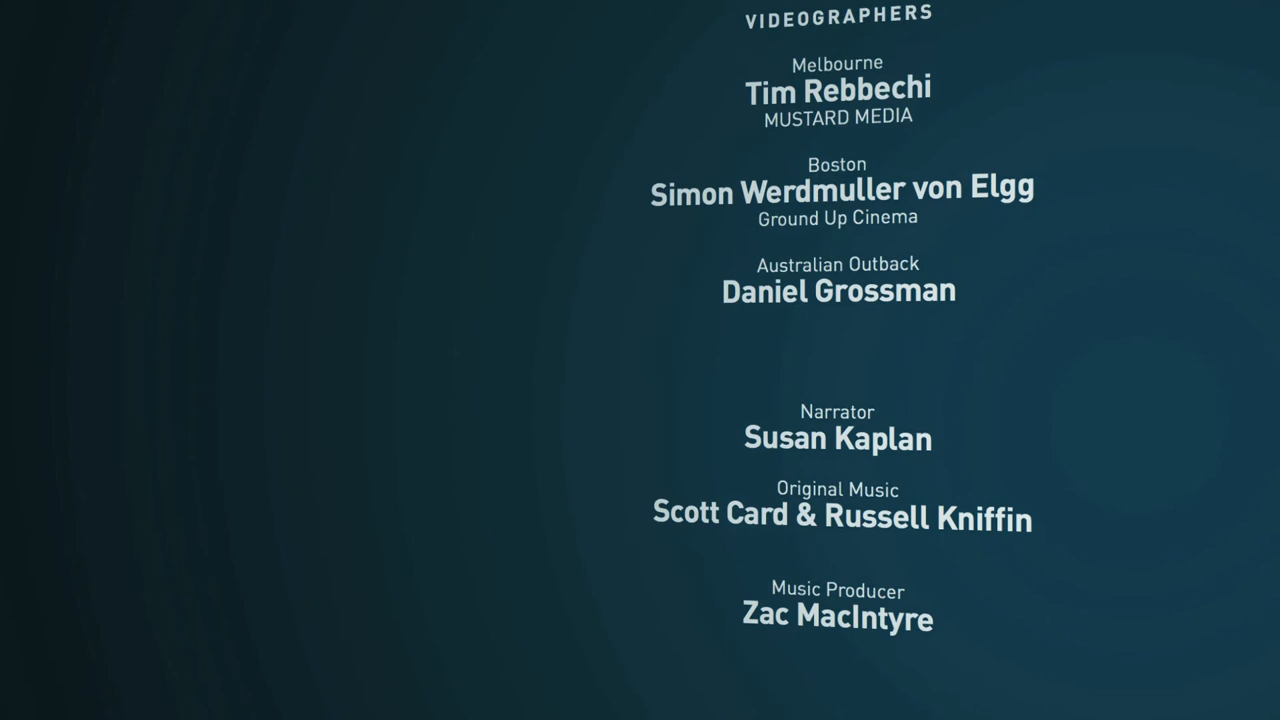 VIDEOGRAPHERS
Melbourne
Tim Rebbechi
MUSTARD MEDIA
Boston
Simon Werdmuller von Elgg
Ground Up Cinema
Australian Outback
Daniel Grossman
Narrator
Susan Kaplan
Original Music
Scott Card & Russell Kniffin
Music Producer
Zac MacIntyre